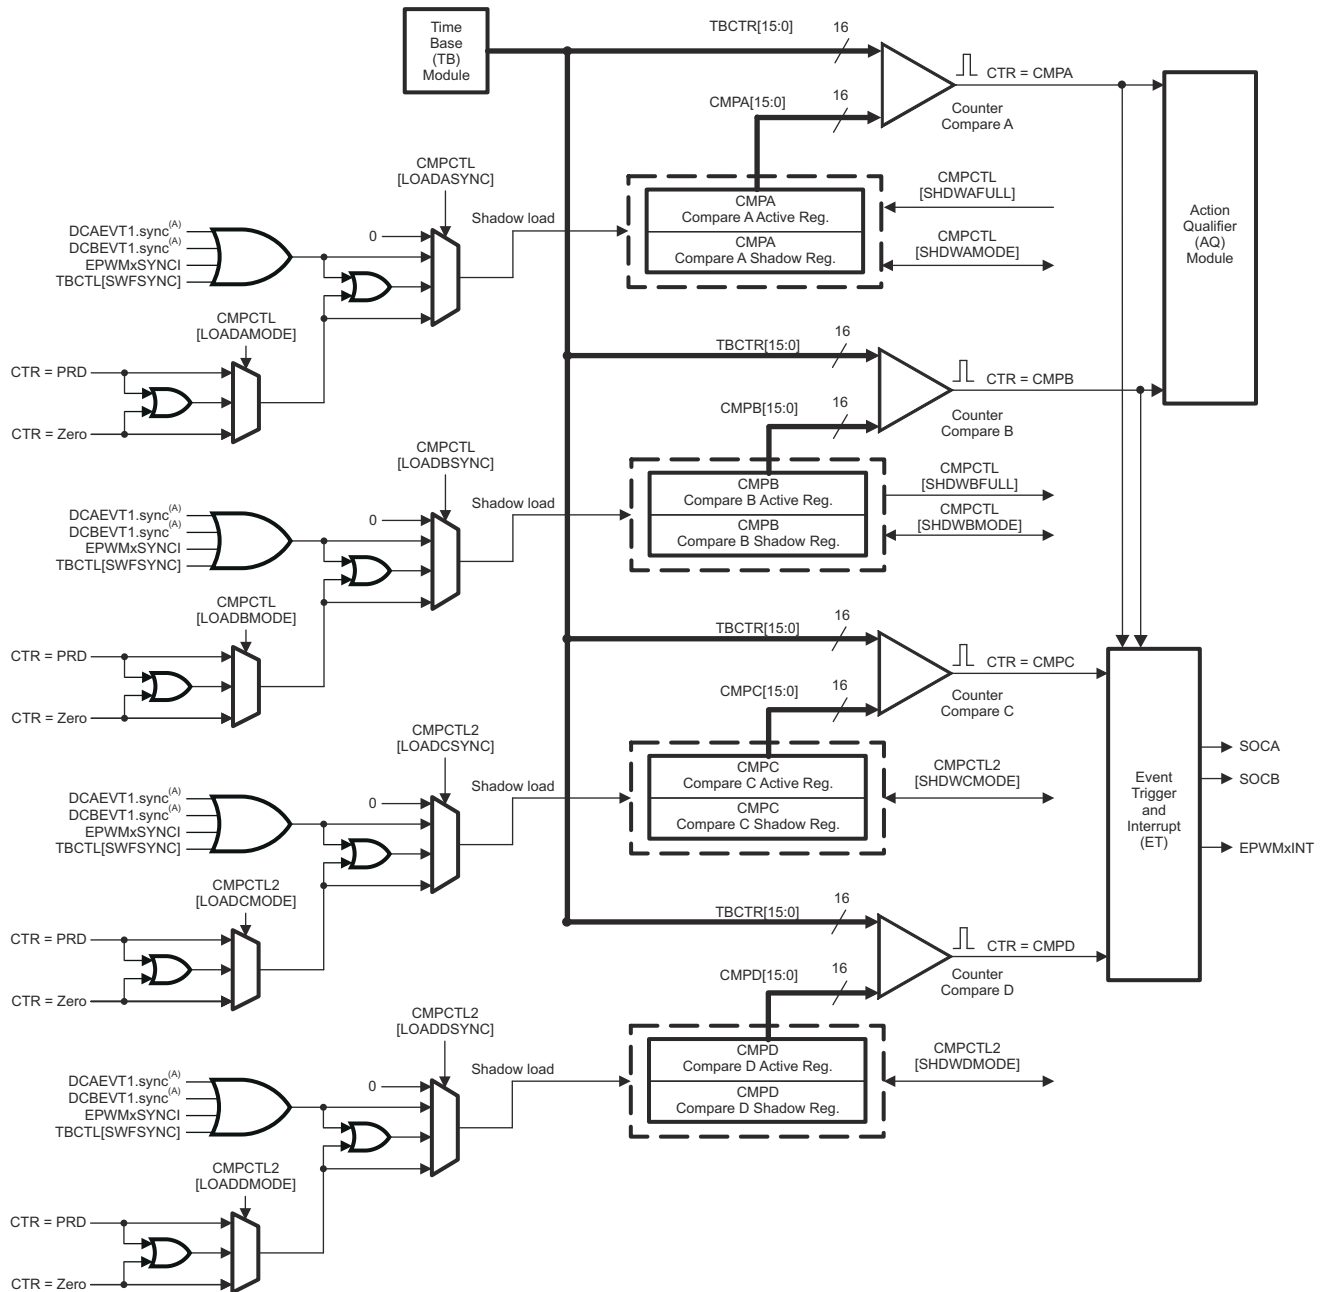 Time
Base
(TB)
Module
TBCTR[15:0]
16
CTR = CMPA
CMPA[15:0]
16
Counter
Compare A
CMPCTL
[LOADASYNC]
Shadow load
0
DCAEVT1.sync(A)
DCBEVT1.sync(A)
EPWMxSYNCI
TBCTL[SWFSYNC]
CMPA
Compare A Active Reg.
CMPA
Compare A Shadow Reg.
CMPCTL
[SHDWAFULL]
CMPCTL
[SHDWAMODE]
Action
Qualifier
(AQ)
Module
CMPCTL
[LOADAMODE]
CTR = PRD
CTR = Zero
TBCTR[15:0]
16
CTR = CMPB
CMPB[15:0]
16
Counter
Compare B
CMPCTL
[LOADBSYNC]
Shadow load
0
DCAEVT1.sync(A)
DCBEVT1.sync(A)
EPWMxSYNCI
TBCTL[SWFSYNC]
CMPB
Compare B Active Reg.
CMPB
Compare B Shadow Reg.
CMPCTL
[SHDWBFULL]
CMPCTL
[SHDWBMODE]
CMPCTL
[LOADBMODE]
CTR = PRD
CTR = Zero
TBCTR[15:0]
16
CTR = CMPC
CMPC[15:0]
16
Counter
Compare C
CMPCTL2
[LOADCSYNC]
Shadow load
0
DCAEVT1.sync(A)
DCBEVT1.sync(A)
EPWMxSYNCI
TBCTL[SWFSYNC]
CMPC
Compare C Active Reg.
CMPC
Compare C Shadow Reg.
CMPCTL2
[SHDWCMODE]
Event
Trigger
and
Interrupt
(ET)
SOCA
SOCB
EPWMxINT
CMPCTL2
[LOADCMODE]
CTR = PRD
CTR = Zero
TBCTR[15:0]
16
CTR = CMPD
CMPD[15:0]
16
Counter
Compare D
CMPCTL2
[LOADDSYNC]
Shadow load
0
DCAEVT1.sync(A)
DCBEVT1.sync(A)
EPWMxSYNCI
TBCTL[SWFSYNC]
CMPD
Compare D Active Reg.
CMPD
Compare D Shadow Reg.
CMPCTL2
[SHDWDMODE]
CMPCTL2
[LOADDMODE]
CTR = PRD
CTR = Zero